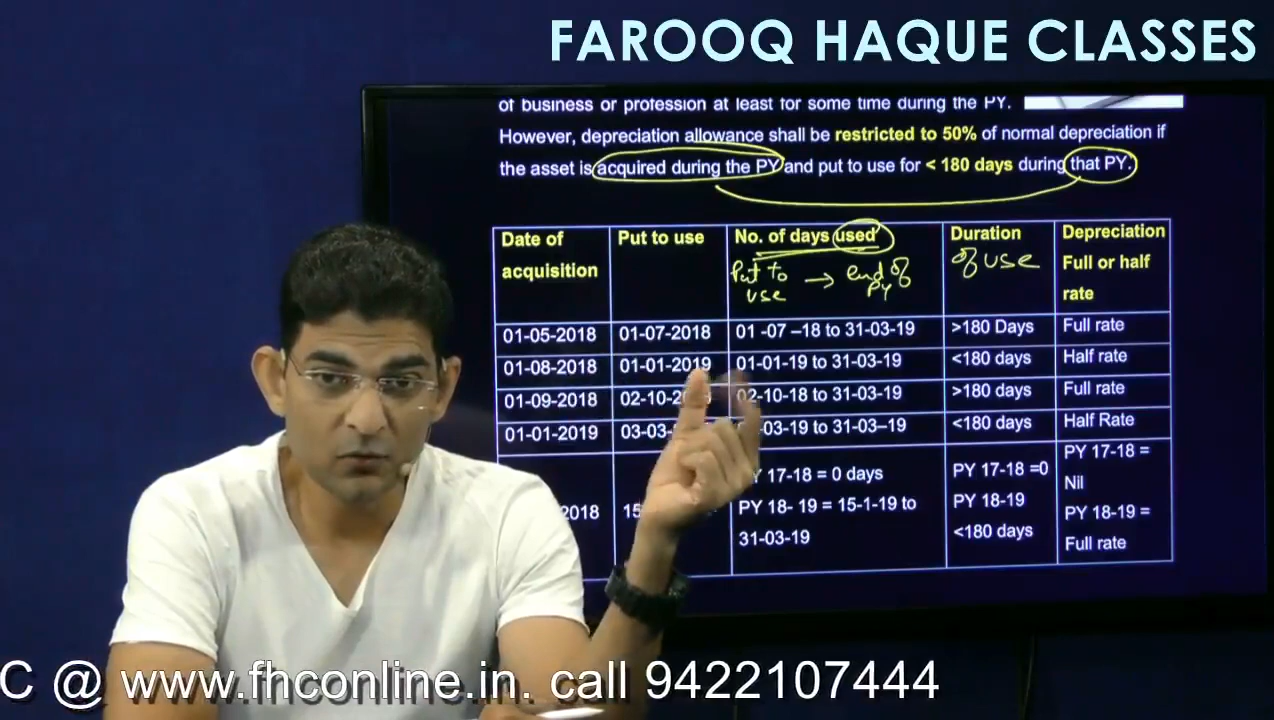 FAROOQ HAQUE CLASSES
of business or profession at least for some time during the PY.
However, depreciation allowance shall be restricted to 50% of normal depreciation if
the asset is acquired during the PY and put to use for < 180 days during that PY.
Date of acquisition Put to use No. of days used Duration Depreciation Full or half rate
Put to use → end of PY of use
01-05-2018 01-07-2018 01 -07 –18 to 31-03-19 >180 Days Full rate
01-08-2018 01-01-2019 01-01-19 to 31-03-19 <180 days Half rate
01-09-2018 02-10-2 02-10-18 to 31-03-19 >180 days Full rate
01-01-2019 03-03- -03-19 to 31-03–19 <180 days Half Rate
2018 15 PY 17-18 = 0 days PY 17-18 =0 PY 17-18 = Nil
PY 18- 19 = 15-1-19 to 31-03-19 PY 18-19 <180 days PY 18-19 = Full rate
C @ www.fhconline.in. call 9422107444